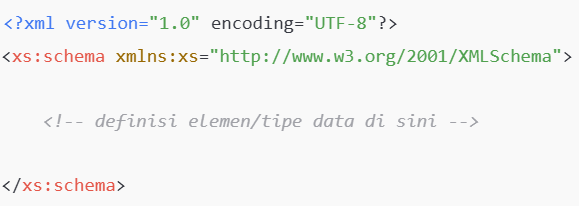 <?xml version="1.0" encoding="UTF-8"?>
<xs:schema xmlns:xs="http://www.w3.org/2001/XMLSchema">
<!-- definisi elemen/tipe data di sini -->
</xs:schema>